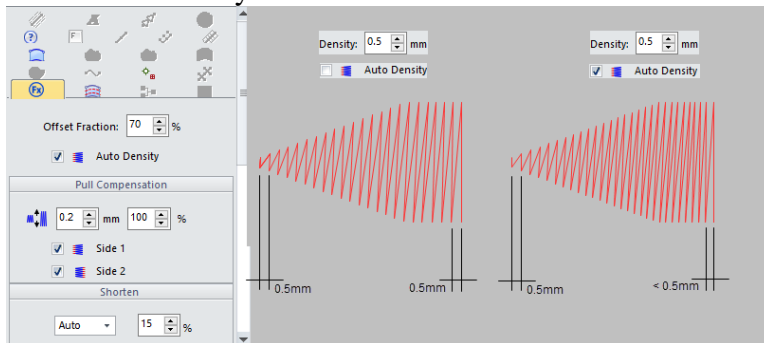 Offset Fraction: 70 %
Auto Density
Pull Compensation
0.2 mm 100 %
Side 1
Side 2
Shorten
Auto 15 %
Density: 0.5 mm
Auto Density
0.5mm 0.5mm
Density: 0.5 mm
Auto Density
0.5mm < 0.5mm